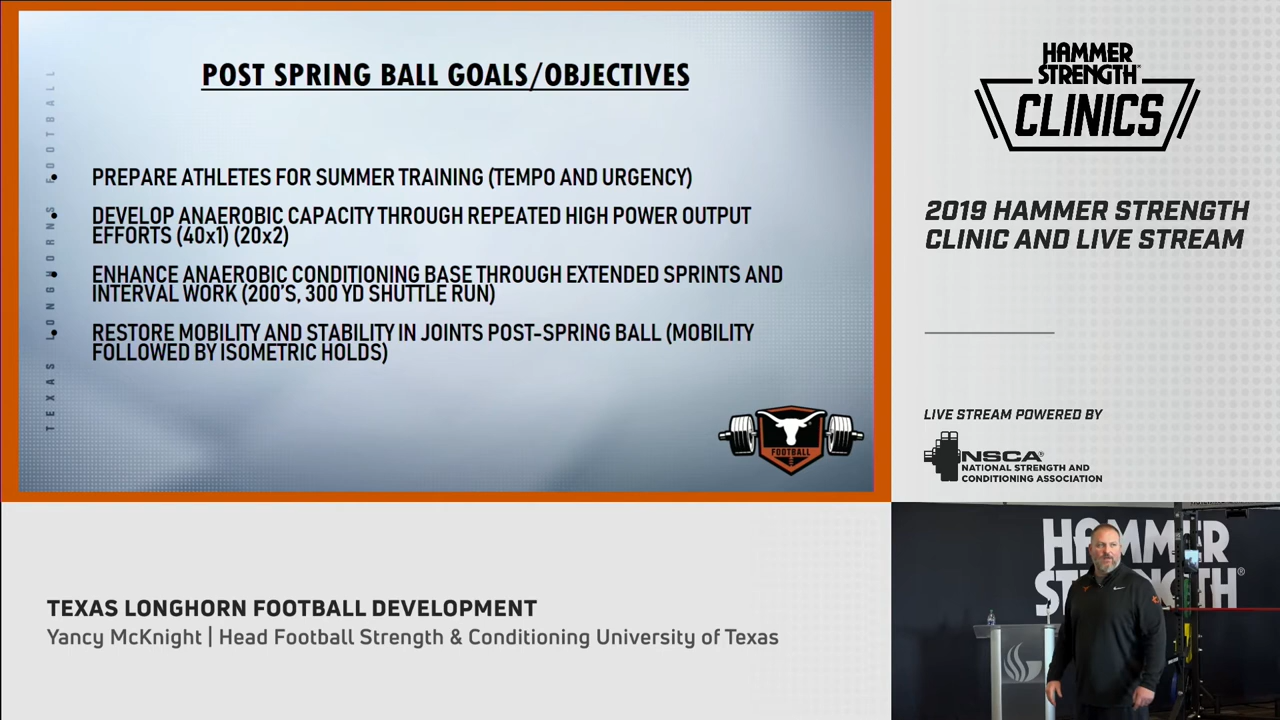 POST SPRING BALL GOALS/OBJECTIVES
TEXAS LONGHORNS FOOTBALL
• PREPARE ATHLETES FOR SUMMER TRAINING (TEMPO AND URGENCY)
• DEVELOP ANAEROBIC CAPACITY THROUGH REPEATED HIGH POWER OUTPUT
EFFORTS (40x1) (20x2)
• ENHANCE ANAEROBIC CONDITIONING BASE THROUGH EXTENDED SPRINTS AND
INTERVAL WORK (200'S, 300 YD SHUTTLE RUN)
• RESTORE MOBILITY AND STABILITY IN JOINTS POST-SPRING BALL (MOBILITY
FOLLOWED BY ISOMETRIC HOLDS)
FOOTBALL
HAMMER
STRENGTH®
CLINICS
2019 HAMMER STRENGTH
CLINIC AND LIVE STREAM
LIVE STREAM POWERED BY
NSCA®
NATIONAL STRENGTH AND
CONDITIONING ASSOCIATION
TEXAS LONGHORN FOOTBALL DEVELOPMENT
Yancy McKnight | Head Football Strength & Conditioning University of Texas
HAMMER
STRENGTH®